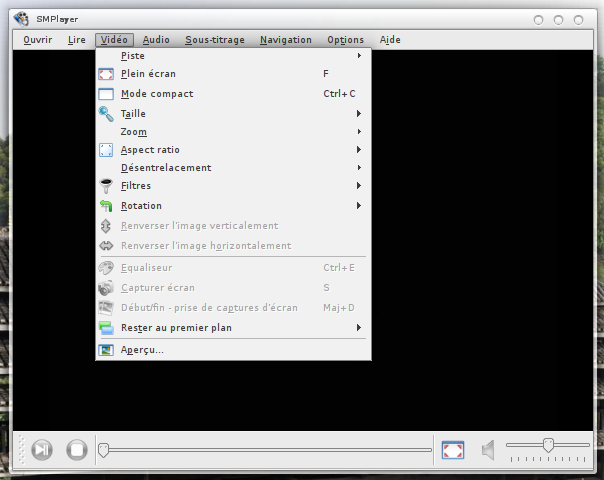 SMPlayer
Ouvrir Lire Vidéo Audio Sous-titrage Navigation Options Aide
Piste
Plein écran F
Mode compact Ctrl+C
Taille
Zoom
Aspect ratio
Désentrelacement
Filtres
Rotation
Renverser l'image verticalement
Renverser l'image horizontalement
Equaliseur Ctrl+E
Capturer écran S
Début/fin - prise de captures d'écran Maj+D
Rester au premier plan
Aperçu...